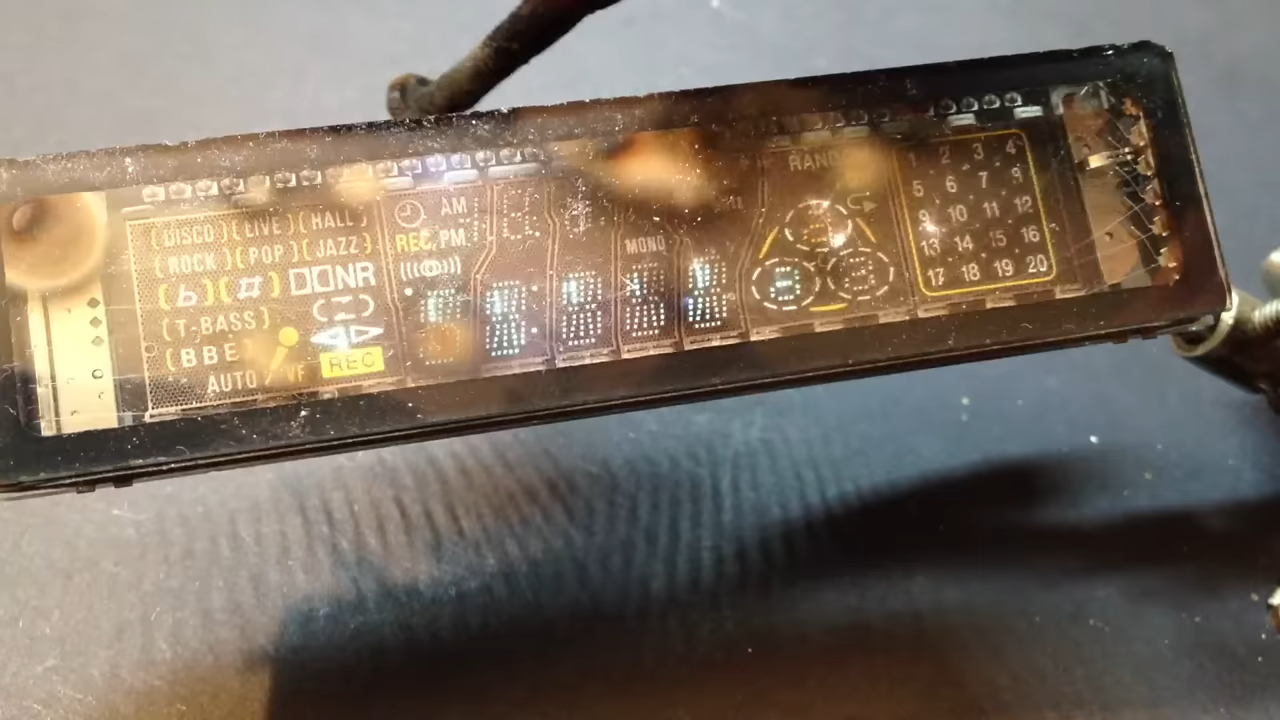 (DISCO)(LIVE)(HALL)
(ROCK)(POP)(JAZZ)
(b)(#) NR
(T-BASS)
(BBE)
AUTO
REC
AM
REC PM
MONO
1 2 3 4
5 6 7
9 10 11 12
13 14 15 16
17 18 19 20